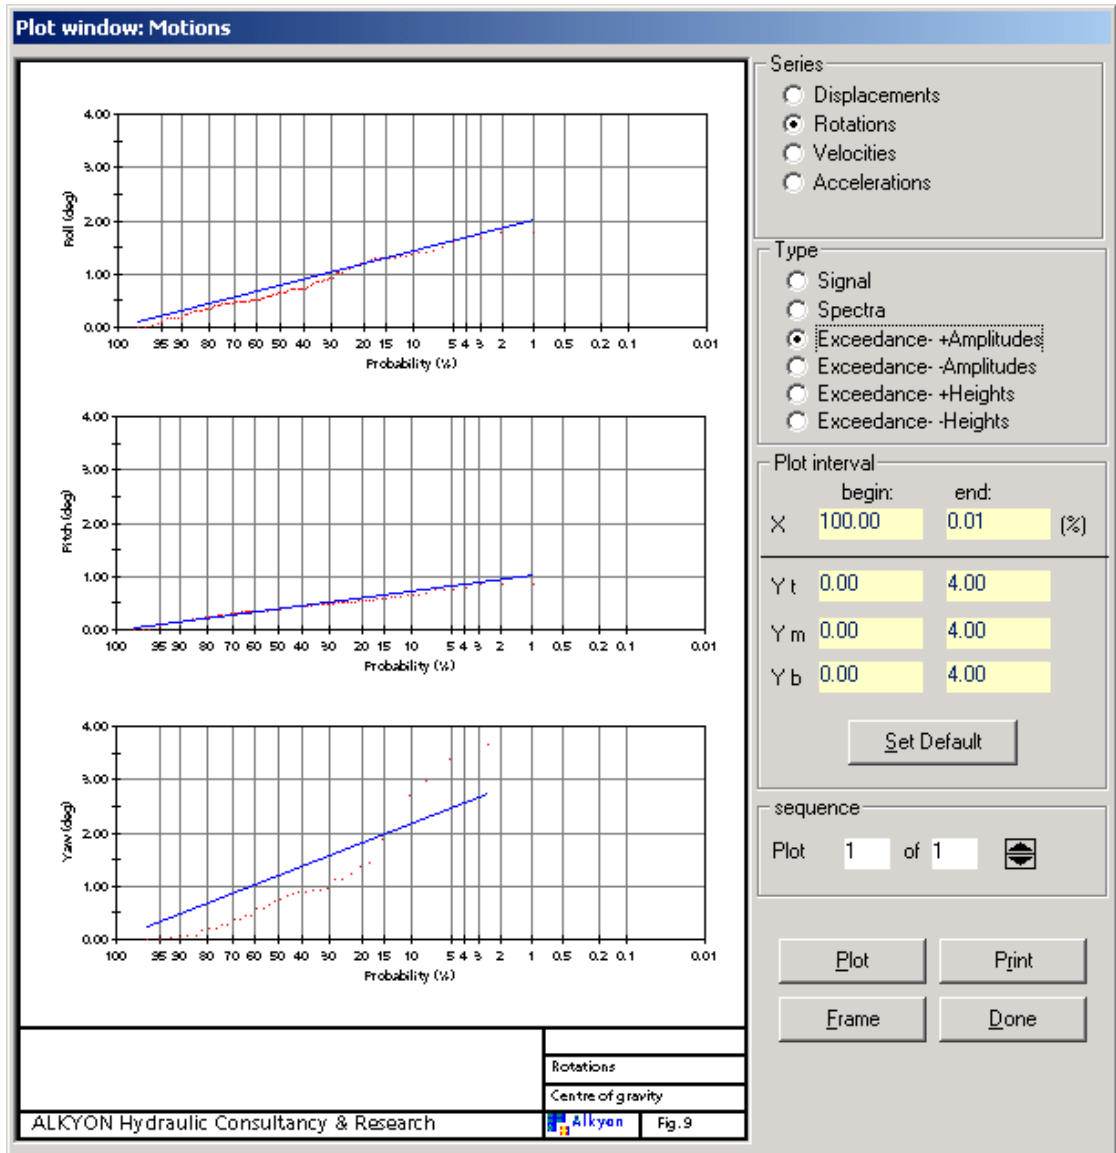 Plot window: Motions
4.00
3.00
2.00
1.00
0.00
Roll (deg)
100 95 90 80 70 60 50 40 30 20 15 10 5 4 3 2 1 0.5 0.2 0.1 0.01
Probability (%)
4.00
3.00
2.00
1.00
0.00
Pitch (deg)
100 95 90 80 70 60 50 40 30 20 15 10 5 4 3 2 1 0.5 0.2 0.1 0.01
Probability (%)
4.00
3.00
2.00
1.00
0.00
Yaw (deg)
100 95 90 80 70 60 50 40 30 20 15 10 5 4 3 2 1 0.5 0.2 0.1 0.01
Probability (%)
Rotations
Centre of gravity
ALKYON Hydraulic Consultancy & Research
Alkyon
Fig. 9
Series
Displacements
Rotations
Velocities
Accelerations
Type
Signal
Spectra
Exceedance- +Amplitudes
Exceedance- -Amplitudes
Exceedance- +Heights
Exceedance- -Heights
Plot interval
begin: end:
X 100.00 0.01 (%)
Y t 0.00 4.00
Y m 0.00 4.00
Y b 0.00 4.00
Set Default
sequence
Plot 1 of 1
Plot Print
Frame Done